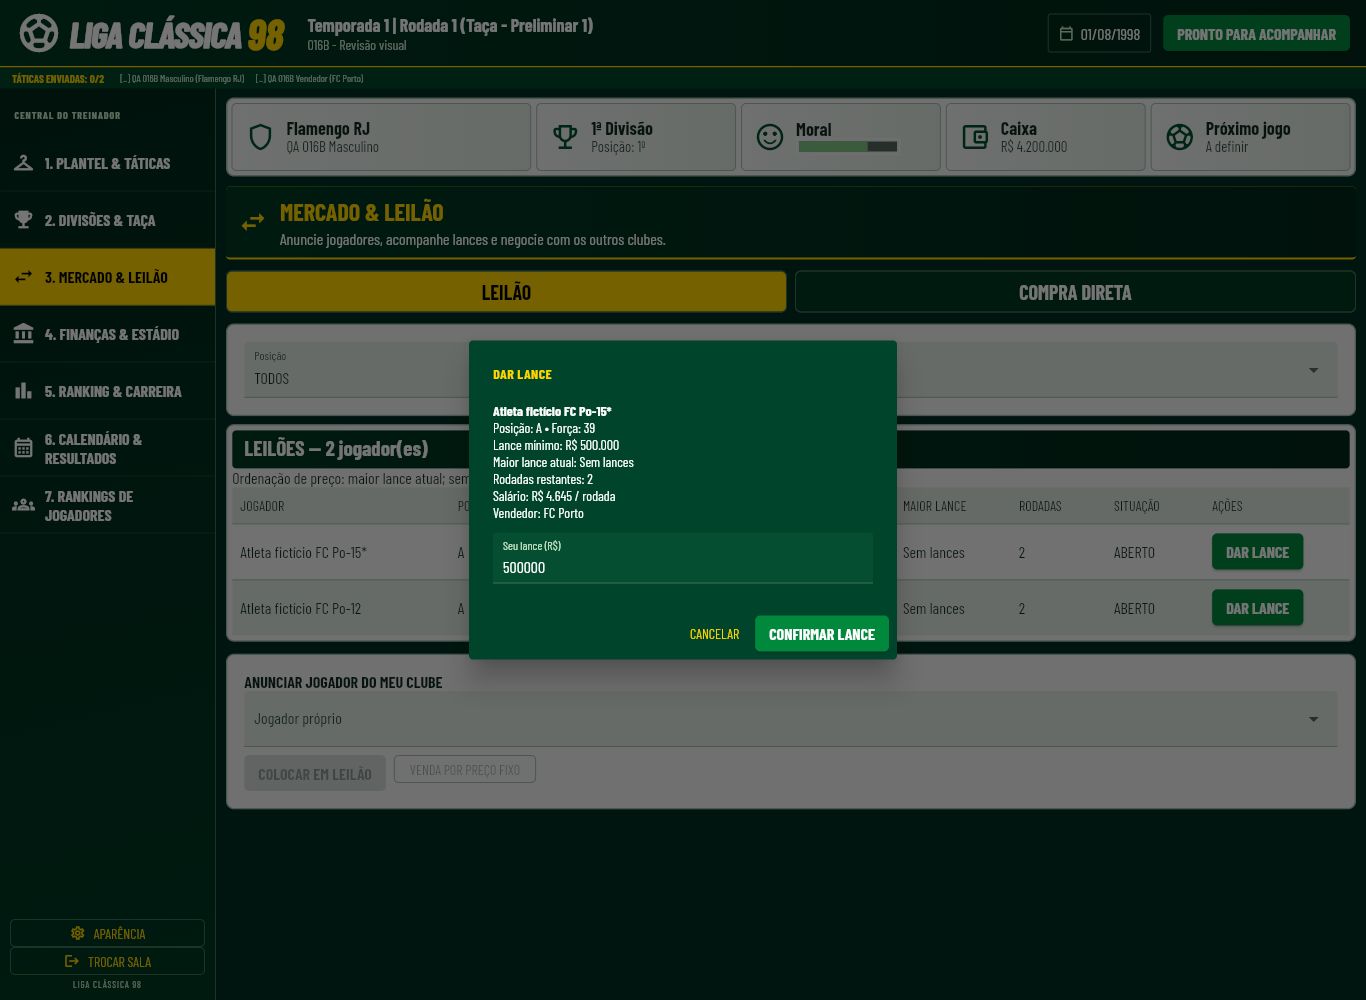 LIGA CLÁSSICA 98
Temporada 1 | Rodada 1 (Taça - Preliminar 1)
016B - Revisão visual
01/08/1998
PRONTO PARA ACOMPANHAR
TÁTICAS ENVIADAS: 0/2
[..] QA 016B Masculino (Flamengo RJ)
[..] QA 016B Vendedor (FC Porto)
CENTRAL DO TREINADOR
1. PLANTEL & TÁTICAS
2. DIVISÕES & TAÇA
3. MERCADO & LEILÃO
4. FINANÇAS & ESTÁDIO
5. RANKING & CARREIRA
6. CALENDÁRIO &
RESULTADOS
7. RANKINGS DE
JOGADORES
APARÊNCIA
TROCAR SALA
LIGA CLÁSSICA 98
Flamengo RJ
QA 016B Masculino
1ª Divisão
Posição: 1º
Moral
Caixa
R$ 4.200.000
Próximo jogo
A definir
MERCADO & LEILÃO
Anuncie jogadores, acompanhe lances e negocie com os outros clubes.
LEILÃO
COMPRA DIRETA
Posição
TODOS
LEILÕES — 2 jogador(es)
Ordenação de preço: maior lance atual; sem
JOGADOR
PO
MAIOR LANCE
RODADAS
SITUAÇÃO
AÇÕES
Atleta fictício FC Po-15*
A
Sem lances
2
ABERTO
DAR LANCE
Atleta fictício FC Po-12
A
Sem lances
2
ABERTO
DAR LANCE
DAR LANCE
Atleta fictício FC Po-15*
Posição: A • Força: 39
Lance mínimo: R$ 500.000
Maior lance atual: Sem lances
Rodadas restantes: 2
Salário: R$ 4.645 / rodada
Vendedor: FC Porto
Seu lance (R$)
500000
CANCELAR
CONFIRMAR LANCE
ANUNCIAR JOGADOR DO MEU CLUBE
Jogador próprio
COLOCAR EM LEILÃO
VENDA POR PREÇO FIXO